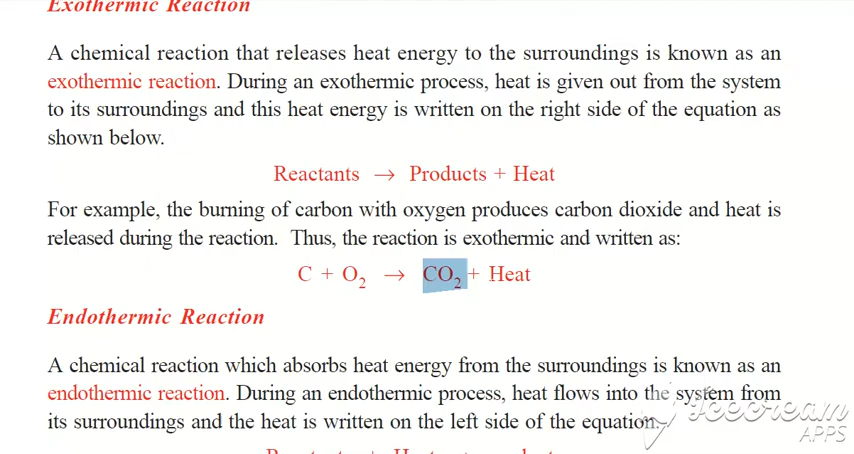 Exothermic Reaction
A chemical reaction that releases heat energy to the surroundings is known as an
exothermic reaction. During an exothermic process, heat is given out from the system
to its surroundings and this heat energy is written on the right side of the equation as
shown below.
Reactants → Products + Heat
For example, the burning of carbon with oxygen produces carbon dioxide and heat is
released during the reaction. Thus, the reaction is exothermic and written as:
C + O₂ → CO₂ + Heat
Endothermic Reaction
A chemical reaction which absorbs heat energy from the surroundings is known as an
endothermic reaction. During an endothermic process, heat flows into the system from
its surroundings and the heat is written on the left side of the equation.
Icecream
APPS